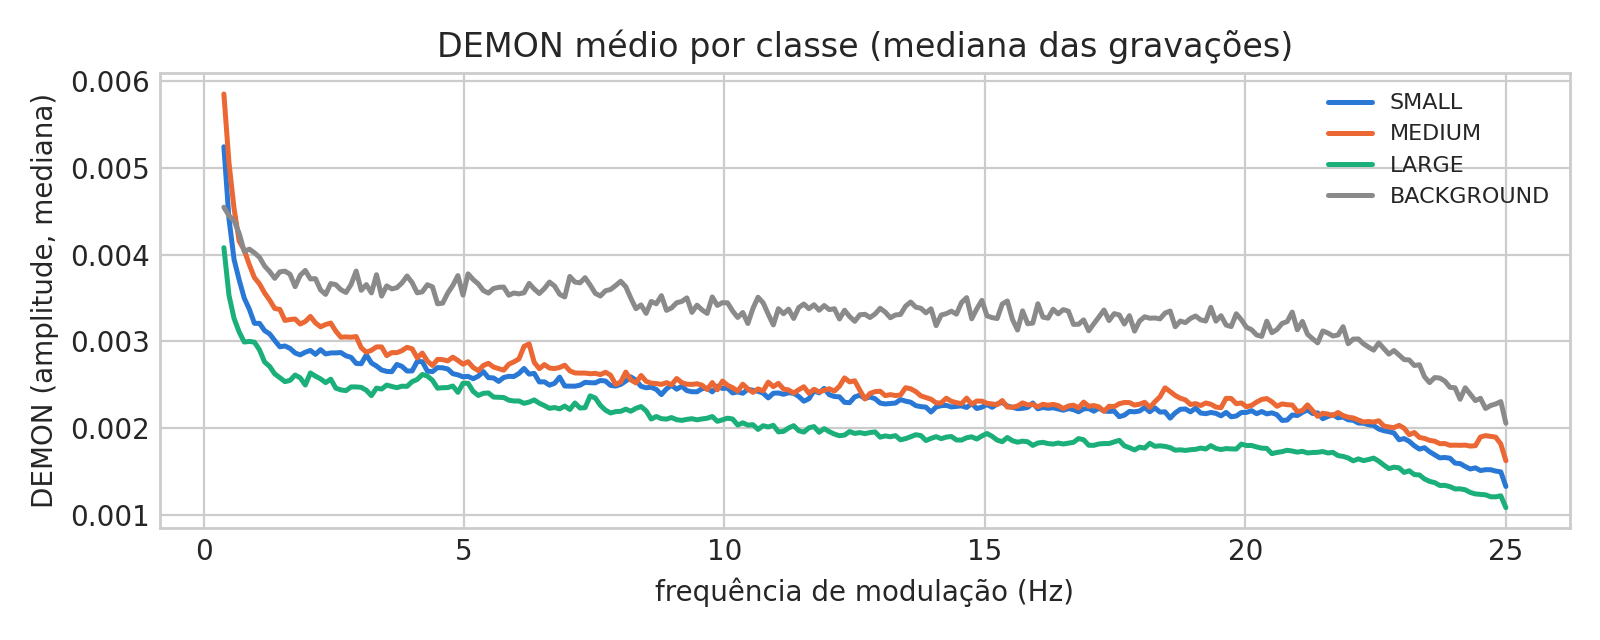 DEMON médio por classe (mediana das gravações)
DEMON (amplitude, mediana)
0.006
0.005
0.004
0.003
0.002
0.001
SMALL
MEDIUM
LARGE
BACKGROUND
0 5 10 15 20 25
frequência de modulação (Hz)